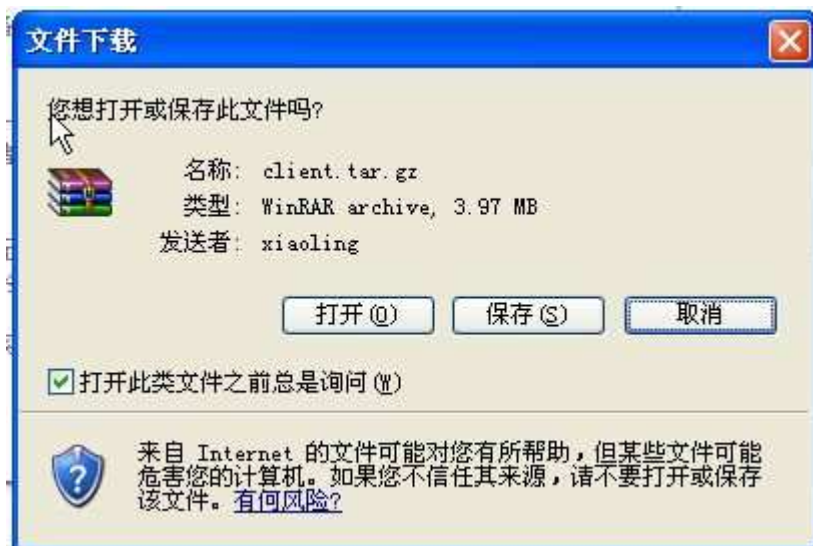 文件下载
您想打开或保存此文件吗?
名称: client.tar.gz
类型: WinRAR archive, 3.97 MB
发送者: xiaoling
打开(O) 保存(S) 取消
打开此类文件之前总是询问(W)
来自 Internet 的文件可能对您有所帮助，但某些文件可能
危害您的计算机。如果您不信任其来源，请不要打开或保存
该文件。有何风险?